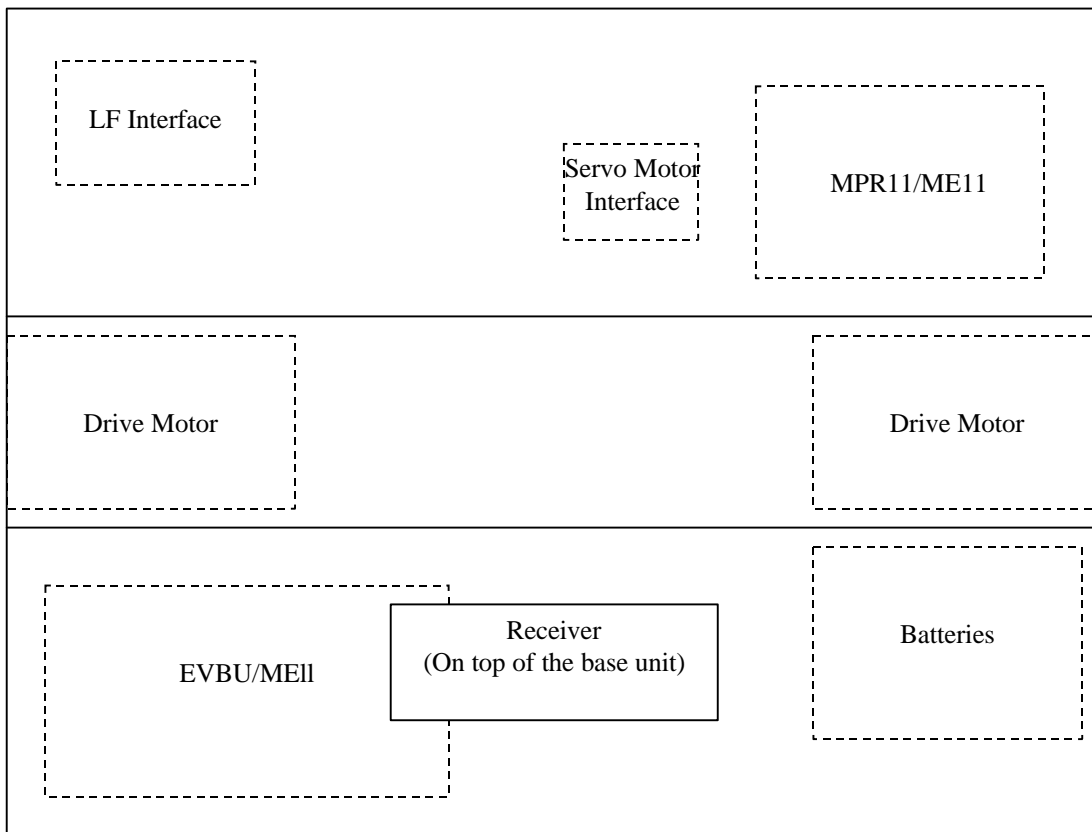 LF Interface
Servo Motor
Interface
MPR11/ME11
Drive Motor
Drive Motor
Receiver
(On top of the base unit)
Batteries
EVBU/MEll